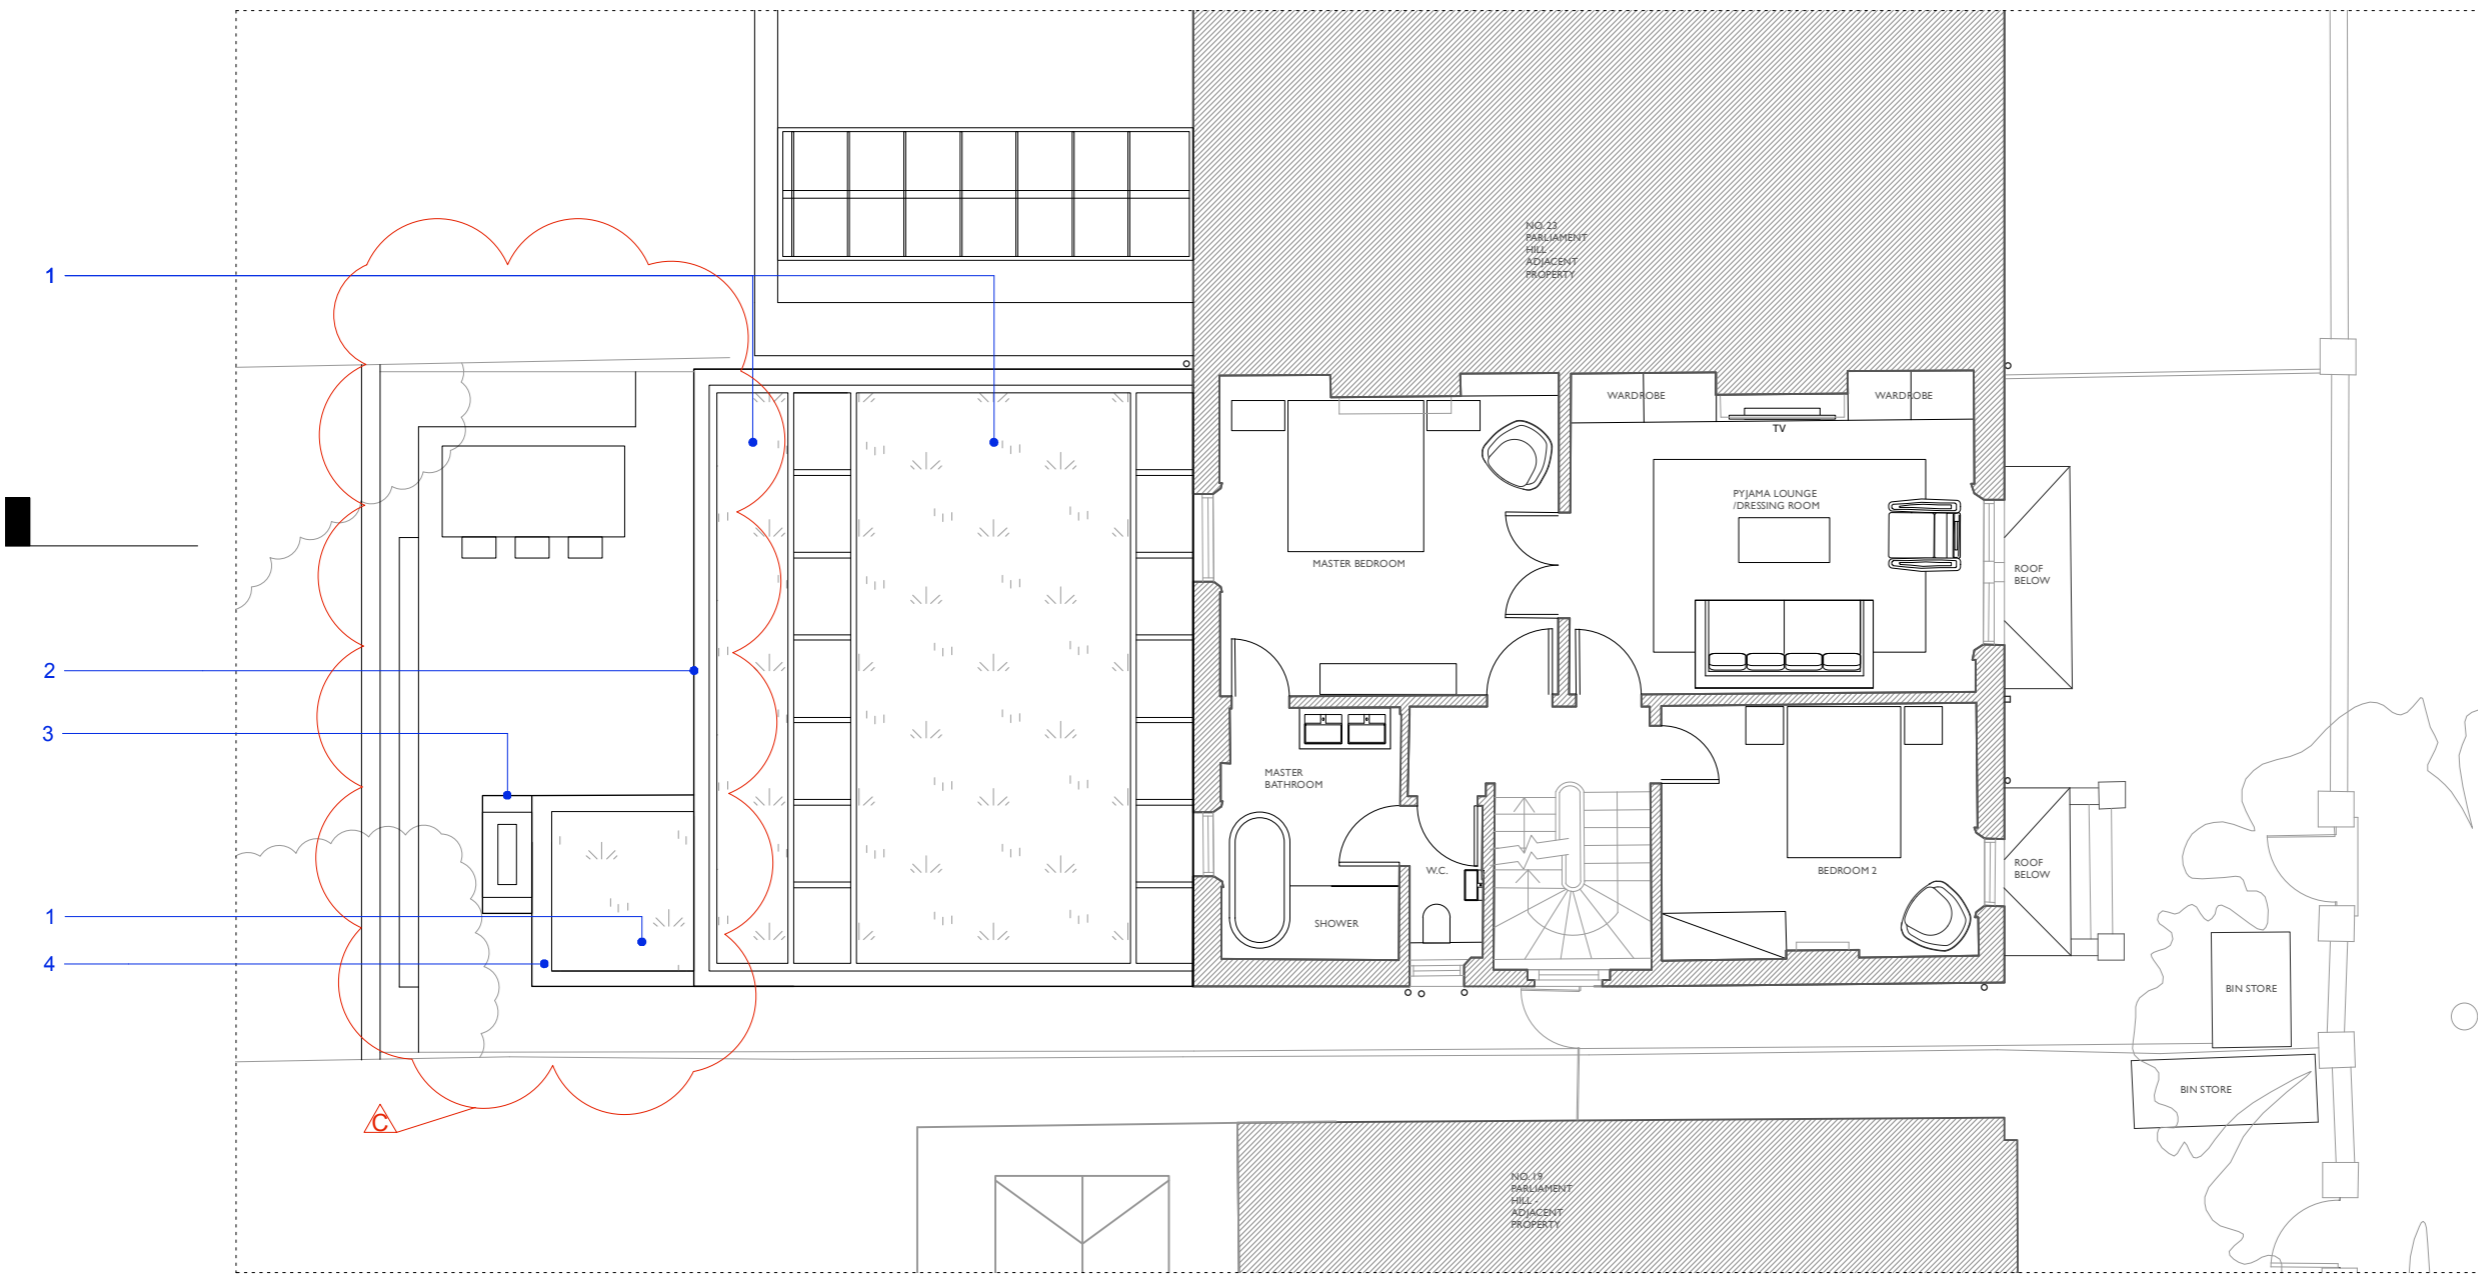 NO. 23
PARLIAMENT
HILL -
ADJACENT
PROPERTY
1
WARDROBE
WARDROBE
TV
PYJAMA LOUNGE
/DRESSING ROOM
MASTER BEDROOM
ROOF
BELOW
2
3
MASTER
BATHROOM
W.C.
BEDROOM 2
ROOF
BELOW
SHOWER
1
4
BIN STORE
BIN STORE
C
NO. 19
PARLIAMENT
HILL -
ADJACENT
PROPERTY